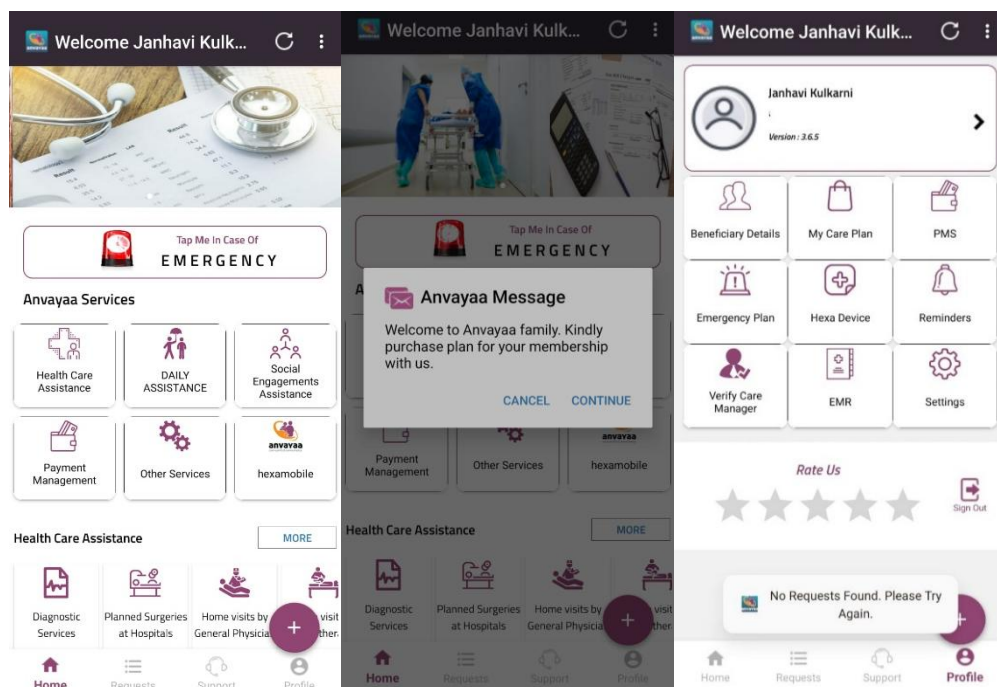 Welcome Janhavi Kulk...
Result
Tap Me In Case Of
EMERGENCY
Anvayaa Services
Health Care
Assistance
DAILY
ASSISTANCE
Social
Engagements
Assistance
Payment
Management
Other Services
anvayaa
hexamobile
Health Care Assistance
MORE
Diagnostic
Services
Planned Surgeries
at Hospitals
Home visits by
General Physicia
visit
ther
Home
Requests
Support
Profile
Welcome Janhavi Kulk...
Tap Me In Case Of
EMERGENCY
A
Anvayaa Message
Welcome to Anvayaa family. Kindly
purchase plan for your membership
with us.
CANCEL CONTINUE
Payment
Management
Other Services
anvayaa
hexamobile
Health Care Assistance
MORE
Diagnostic
Services
Planned Surgeries
at Hospitals
Home visits by
General Physicia
visit
ther
Home
Requests
Support
Profile
Welcome Janhavi Kulk...
Janhavi Kulkarni
Version : 3.6.5
Beneficiary Details
My Care Plan
PMS
Emergency Plan
Hexa Device
Reminders
Verify Care
Manager
EMR
Settings
Rate Us
Sign Out
No Requests Found. Please Try
Again.
Home
Requests
Support
Profile